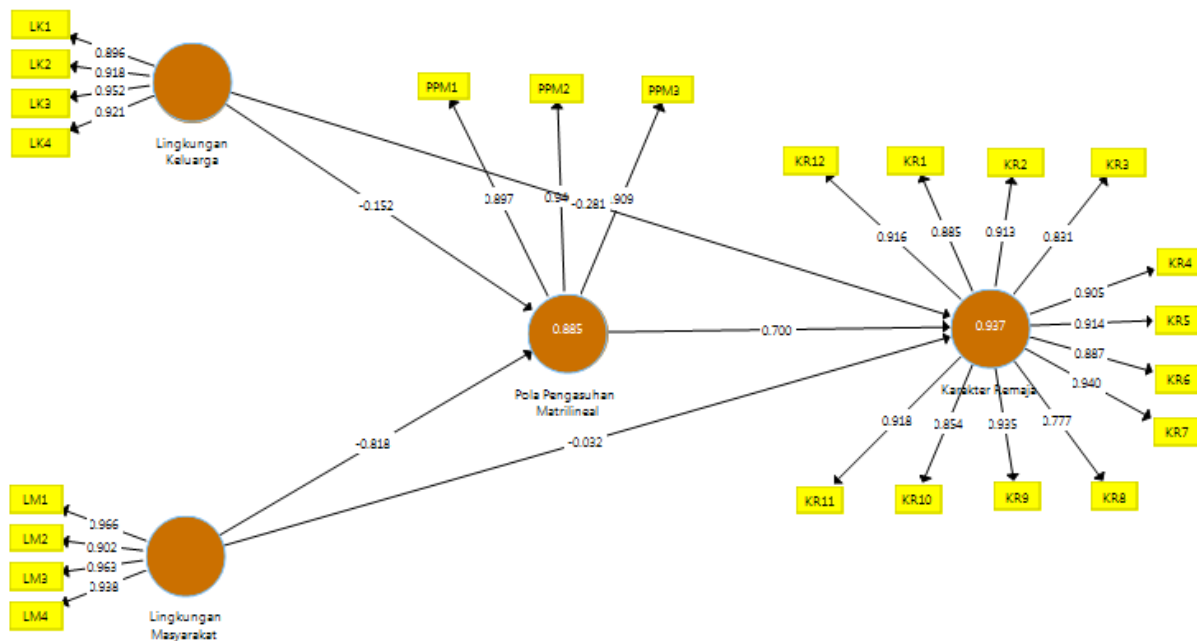 LK1
0.896
LK2
0.918
LK3
0.952
LK4
0.921
Lingkungan
Keluarga
PPM1
PPM2
PPM3
0.897
0.94
.909
-0.281
-0.152
KR12
KR1
KR2
KR3
0.916
0.885
0.913
0.831
KR4
0.905
KR5
0.914
KR6
0.887
KR7
0.940
0.885
0.700
0.937
Pola Pengasuhan
Matrilineal
Karakter Remaja
-0.818
-0.032
0.918
0.854
0.935
0.777
KR11
KR10
KR9
KR8
LM1
0.966
LM2
0.902
LM3
0.963
LM4
0.938
Lingkungan
Masyarakat